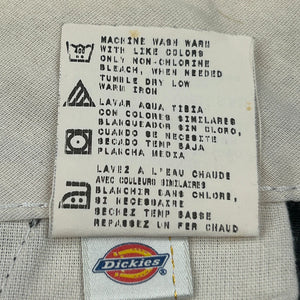 MACHINE WASH WARM
WITH LIKE COLORS
ONLY NON-CHLORINE
BLEACH, WHEN NEEDED
TUMBLE DRY LOW
WARM IRON
LAVAR AQUA TIBIA
CON COLORES SIMILARES
BLANQUEADOR SIN CLORO,
CUANDO SE NECESITE
SECADO TEMP BAJA
PLANCHA MEDIA
LAVEZ A L'EAU CHAUDE
AVEC COULEURS SIMILAIRES
BLANCHIR SANS CHLORE,
SI NECESSAIRE
SECHEZ TEMP BASSE
REPASSEZ UN FER CHAUD
Dickies